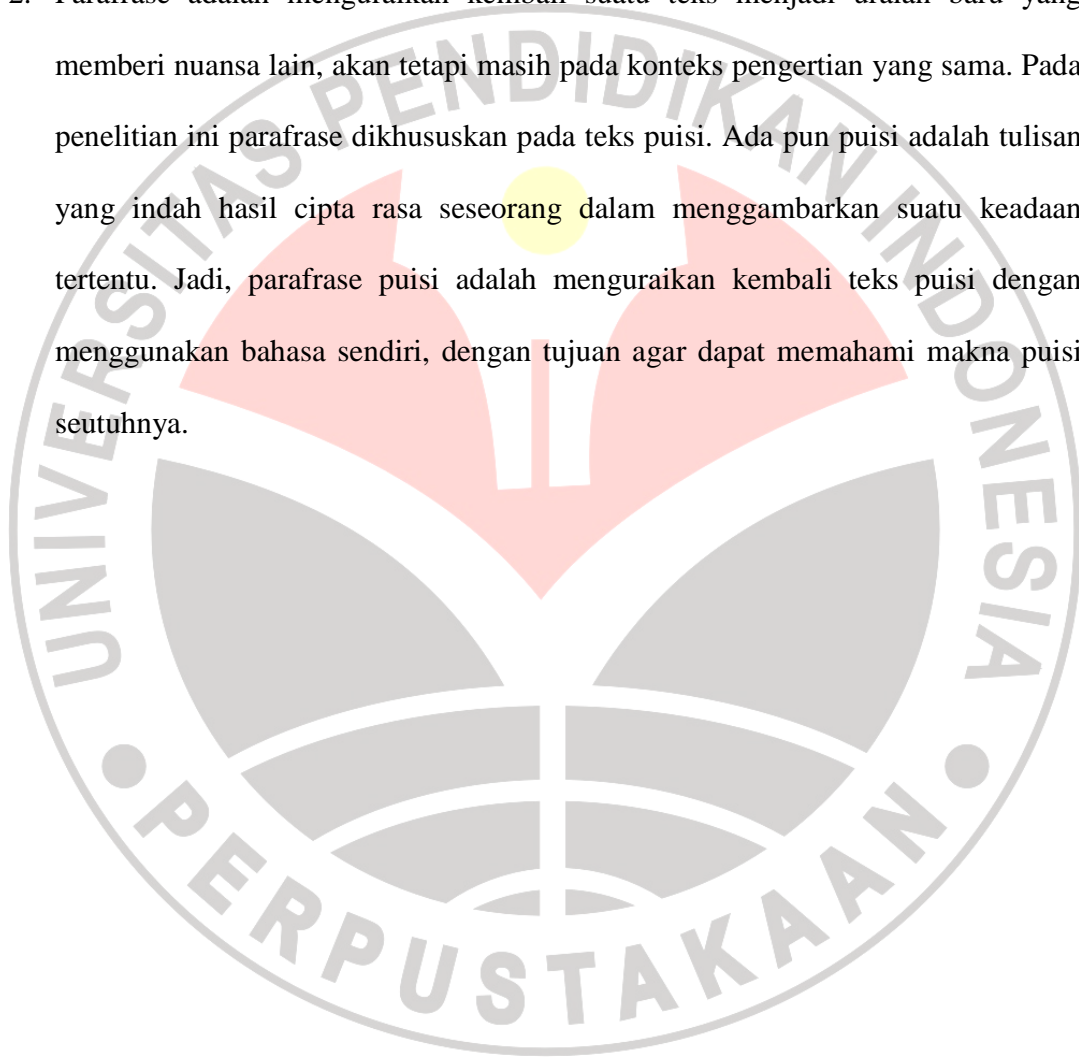 2. Parafrase adalah menguraikan kembali suatu teks menjadi uraian baru yang
memberi nuansa lain, akan tetapi masih pada konteks pengertian yang sama. Pada
penelitian ini parafrase dikhususkan pada teks puisi. Ada pun puisi adalah tulisan
yang indah hasil cipta rasa seseorang dalam menggambarkan suatu keadaan
tertentu. Jadi, parafrase puisi adalah menguraikan kembali teks puisi dengan
menggunakan bahasa sendiri, dengan tujuan agar dapat memahami makna puisi
seutuhnya.
UNIVERSITAS PENDIDIKAN INDONESIA
PERPUSTAKAAN